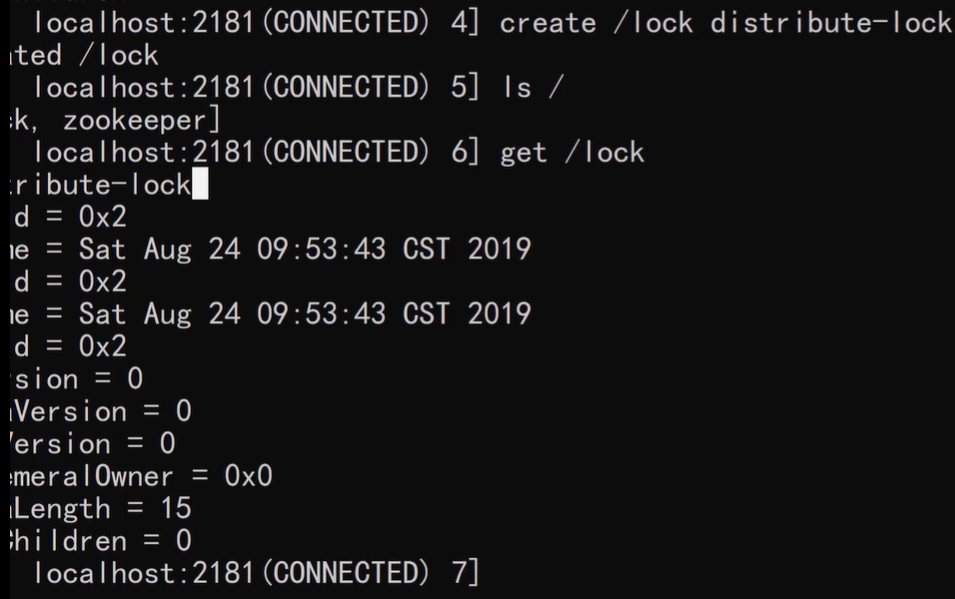 localhost:2181(CONNECTED) 4] create /lock distribute-lock
ted /lock
localhost:2181(CONNECTED) 5] ls /
k, zookeeper]
localhost:2181(CONNECTED) 6] get /lock
ribute-lock
d = 0x2
e = Sat Aug 24 09:53:43 CST 2019
d = 0x2
e = Sat Aug 24 09:53:43 CST 2019
d = 0x2
sion = 0
Version = 0
ersion = 0
meralOwner = 0x0
Length = 15
hildren = 0
localhost:2181(CONNECTED) 7]